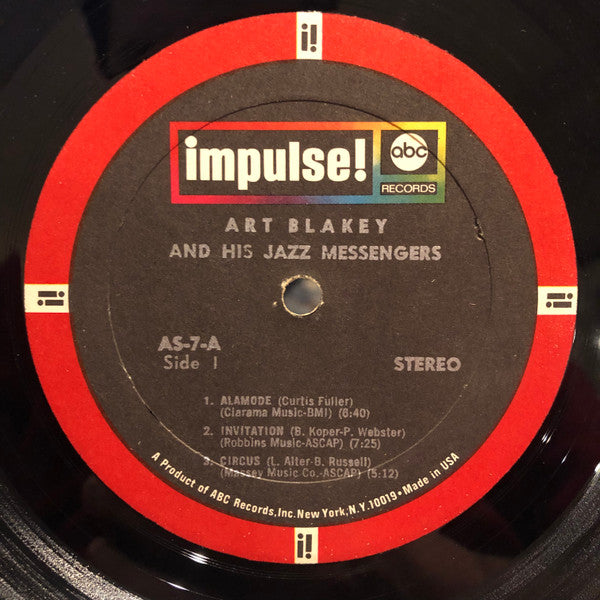 i!
impulse! abc
RECORDS
ART BLAKEY
AND HIS JAZZ MESSENGERS
AS-7-A
Side 1 STEREO
1. ALAMODE (Curtis Fuller)
(Clarama Music-BMI) (6:40)
2. INVITATION (B. Koper-P. Webster)
(Robbins Music-ASCAP) (7:25)
3. CIRCUS (L. Alter-B. Russell)
(Massey Music Co.-ASCAP) (5:12)
A Product of ABC Records, Inc. New York, N.Y. 10019 • Made in USA
i!
i!
i!